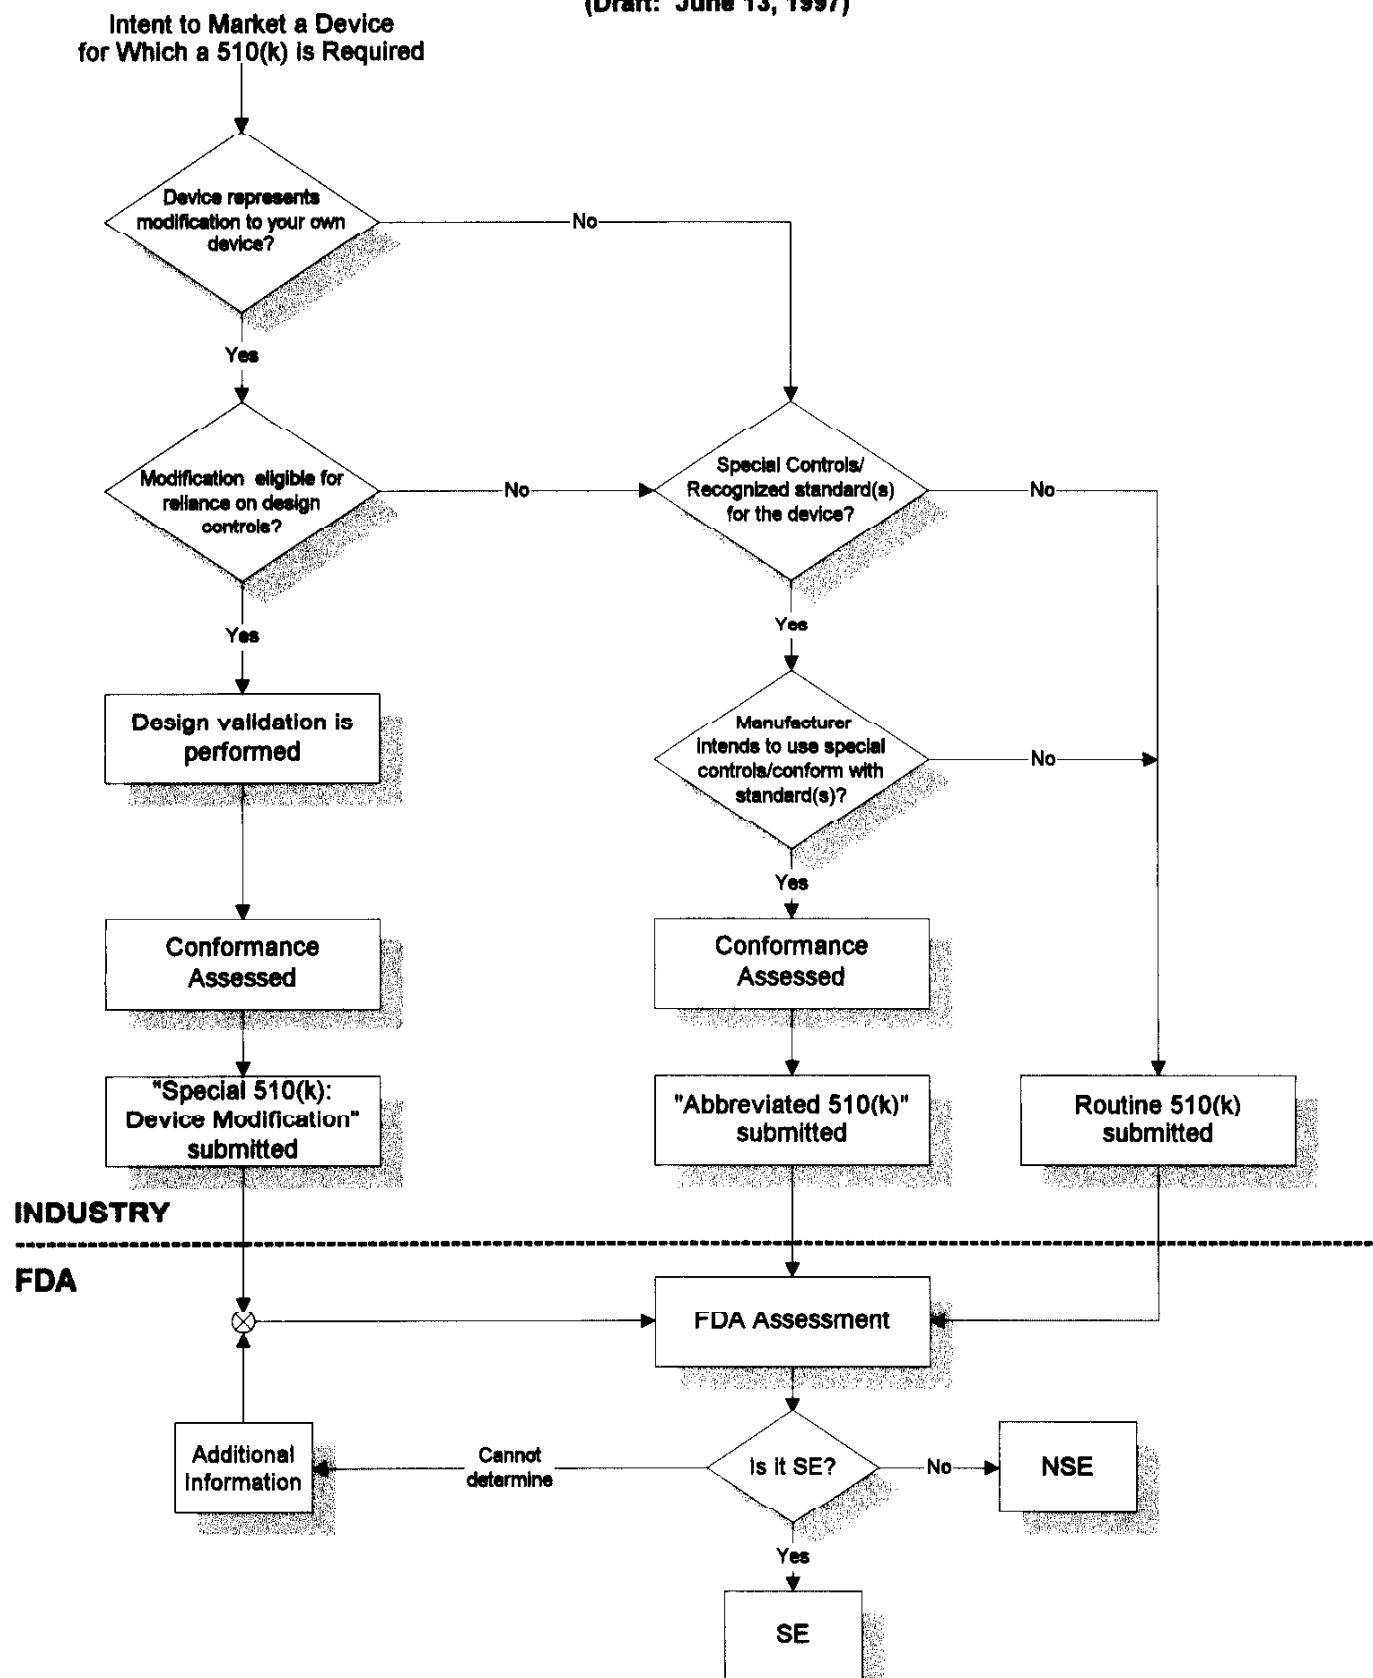 (Draft: June 13, 1997)
Intent to Market a Device
for Which a 510(k) is Required
Device represents
modification to your own
device?
No
Yes
Modification eligible for
reliance on design
controls?
No
Special Controls/
Recognized standard(s)
for the device?
No
Yes
Yes
Design validation is
performed
Manufacturer
intends to use special
controls/conform with
standard(s)?
No
Yes
Conformance
Assessed
Conformance
Assessed
"Special 510(k):
Device Modification"
submitted
"Abbreviated 510(k)"
submitted
Routine 510(k)
submitted
INDUSTRY
FDA
FDA Assessment
Additional
Information
Cannot
determine
Is it SE?
No
NSE
Yes
SE